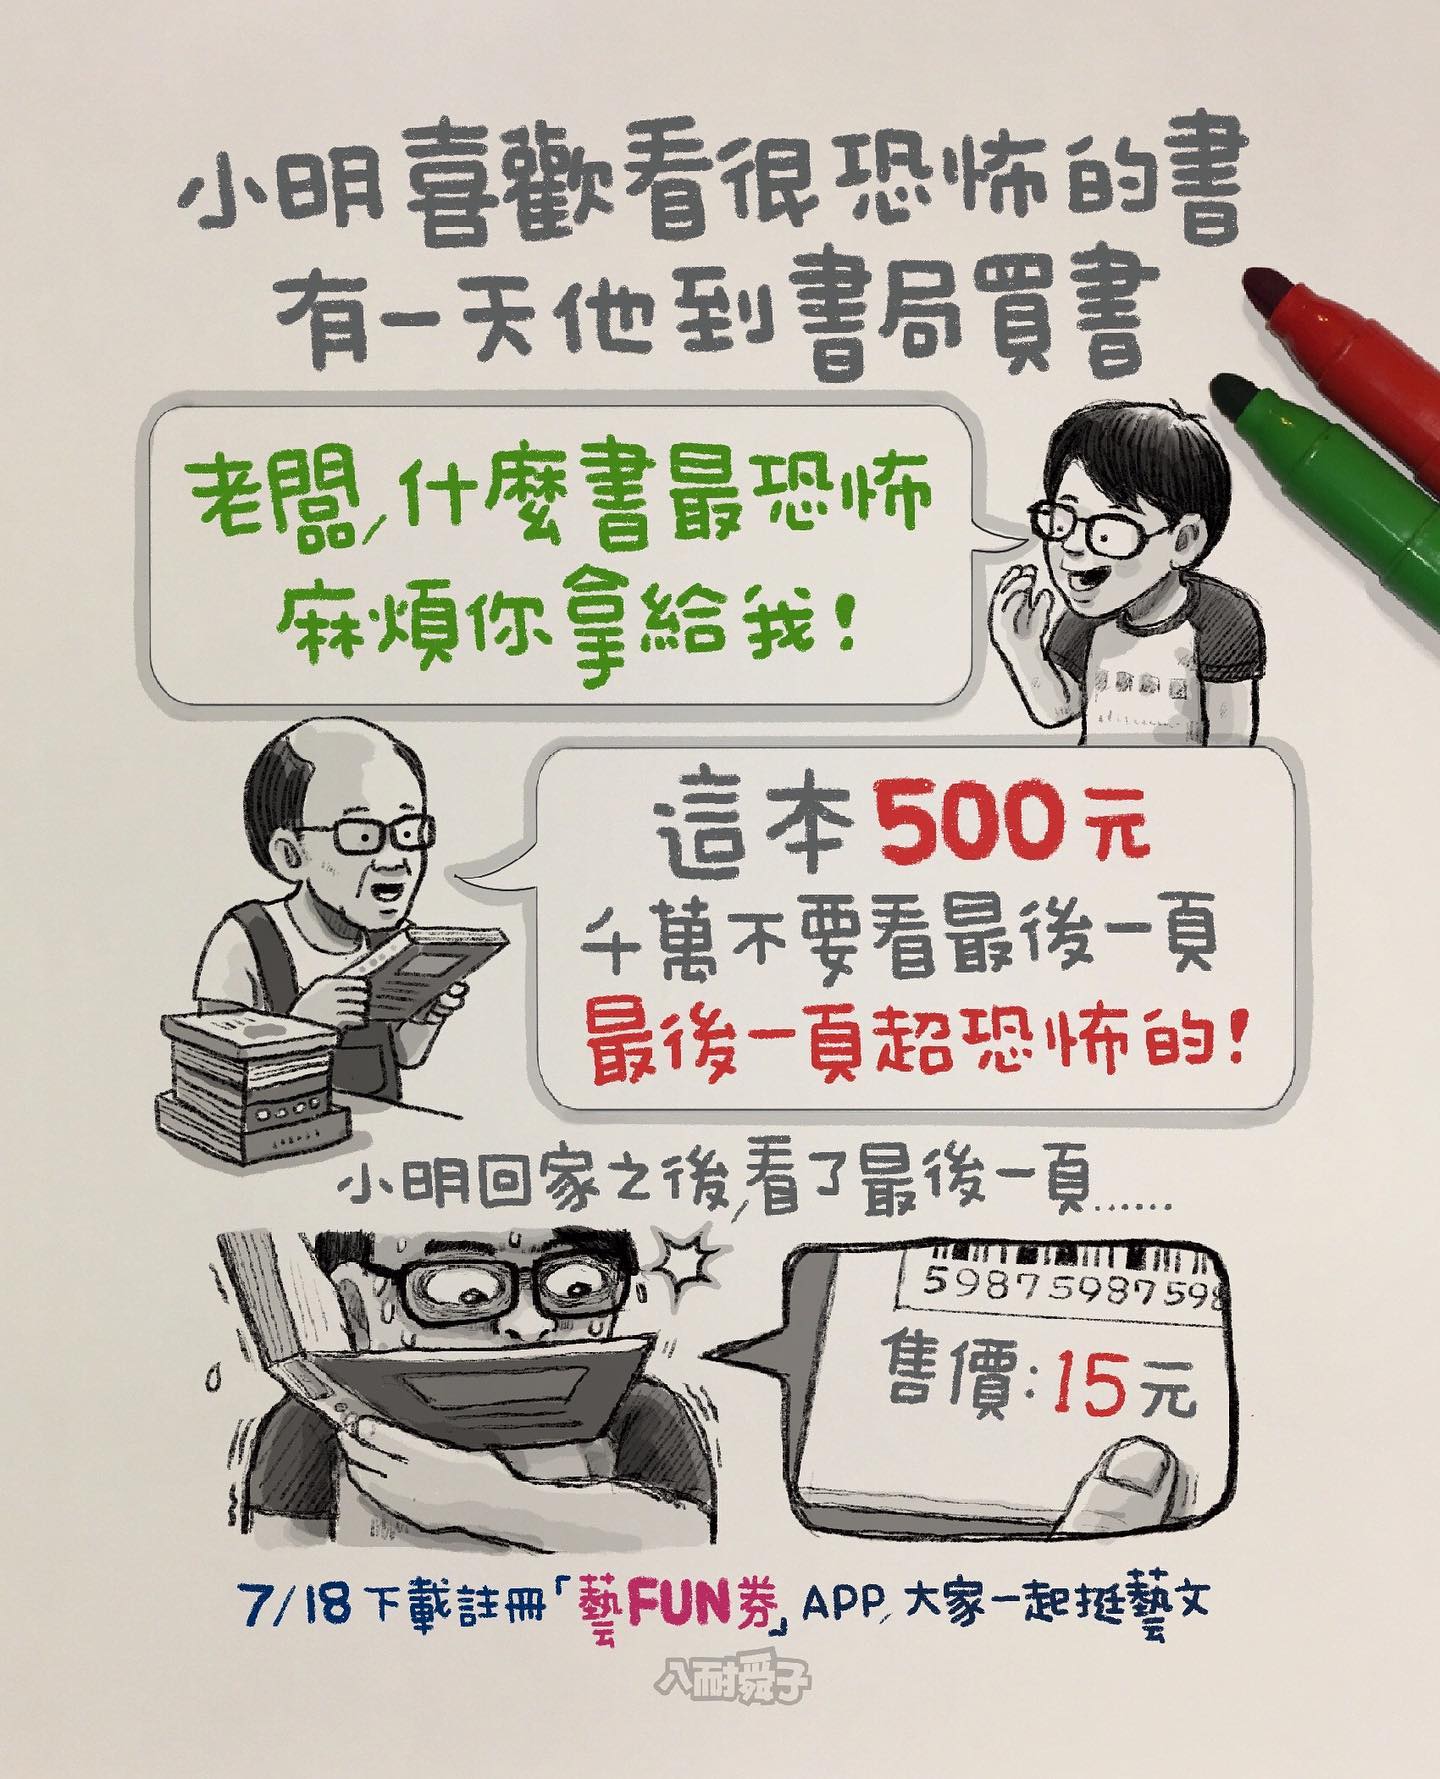 小明喜歡看很恐怖的書
有一天他到書局買書
老闆,什麼書最恐怖
麻煩你拿給我!
這本500元
千萬不要看最後一頁
最後一頁超恐怖的!
小明回家之後,看了最後一頁......
59875987598
售價:15元
7/18下載註冊「藝FUN券」APP,大家一起挺藝文
八耐舜子